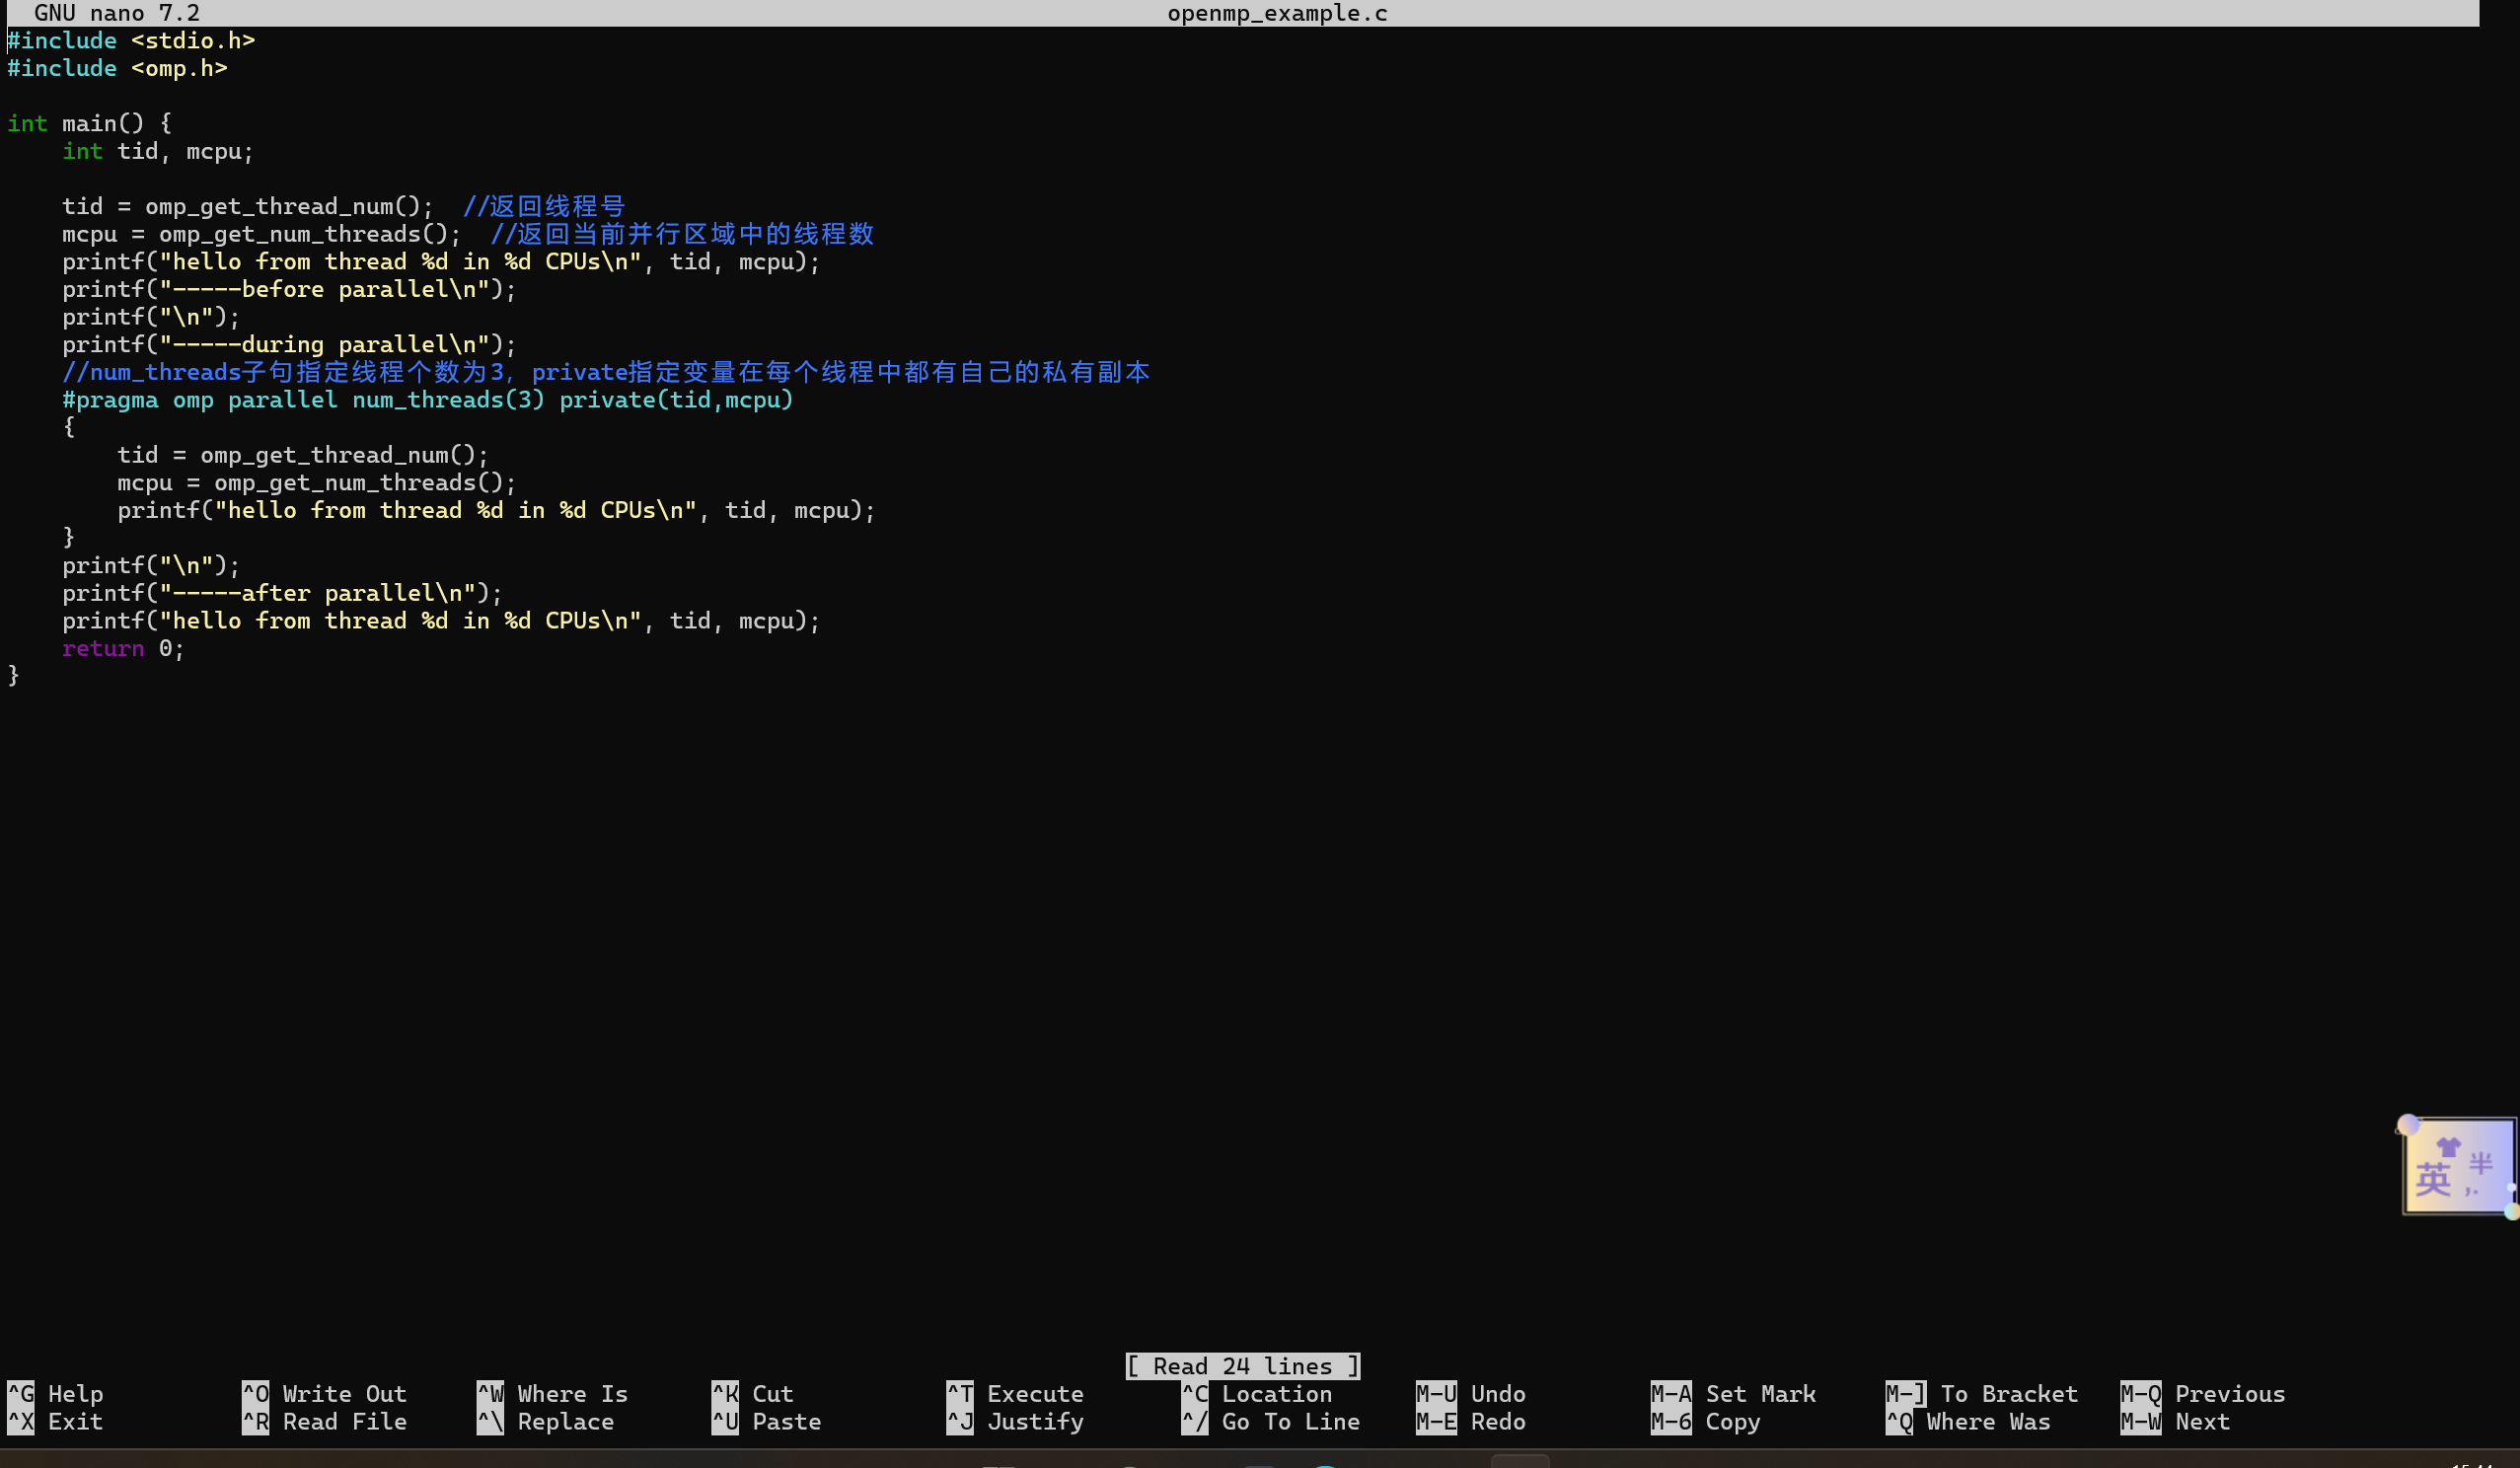 GNU nano 7.2 openmp_example.c
#include <stdio.h>
#include <omp.h>

int main() {
    int tid, mcpu;

    tid = omp_get_thread_num();  //返回线程号
    mcpu = omp_get_num_threads();  //返回当前并行区域中的线程数
    printf("hello from thread %d in %d CPUs\n", tid, mcpu);
    printf("-----before parallel\n");
    printf("\n");
    printf("-----during parallel\n");
    //num_threads子句指定线程个数为3，private指定变量在每个线程中都有自己的私有副本
    #pragma omp parallel num_threads(3) private(tid,mcpu)
    {
        tid = omp_get_thread_num();
        mcpu = omp_get_num_threads();
        printf("hello from thread %d in %d CPUs\n", tid, mcpu);
    }
    printf("\n");
    printf("-----after parallel\n");
    printf("hello from thread %d in %d CPUs\n", tid, mcpu);
    return 0;
}
英 半 ,.
[ Read 24 lines ]
^G Help ^O Write Out ^W Where Is ^K Cut ^T Execute ^C Location M-U Undo M-A Set Mark M-] To Bracket M-Q Previous
^X Exit ^R Read File ^\ Replace ^U Paste ^J Justify ^/ Go To Line M-E Redo M-6 Copy ^Q Where Was M-W Next